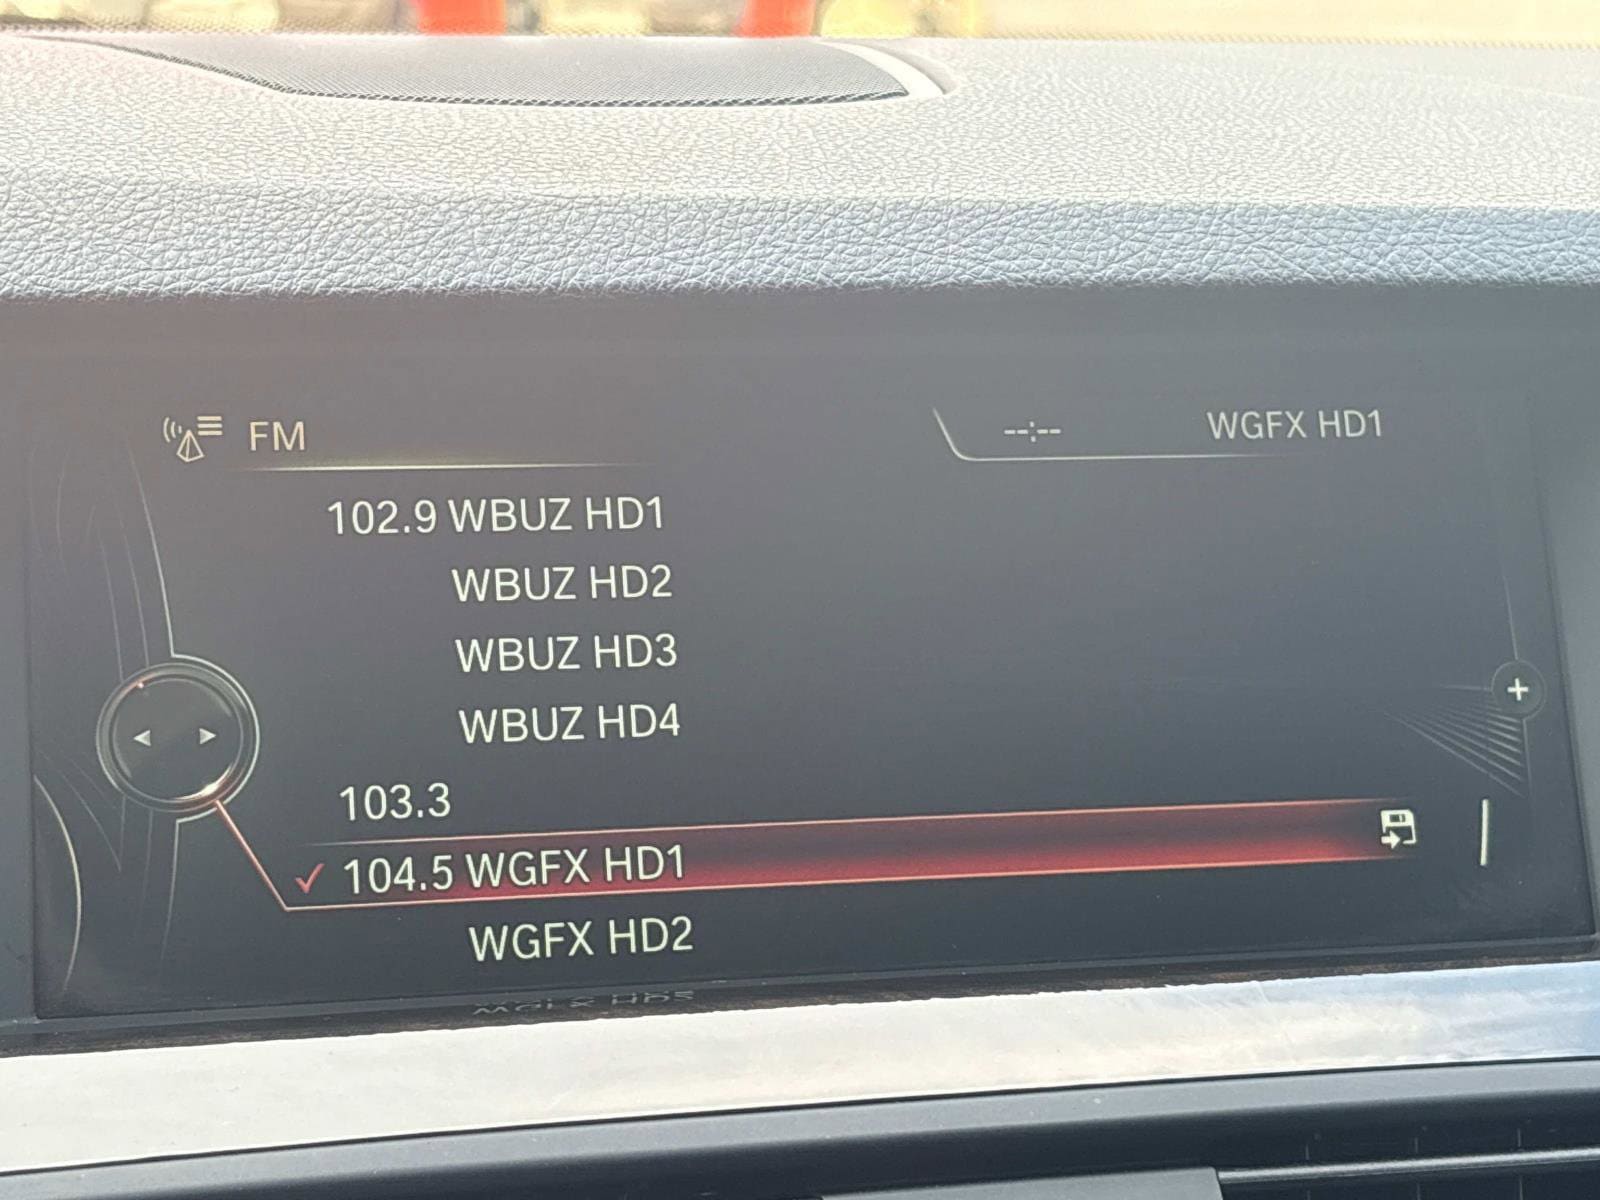 FM
--:-- WGFX HD1
102.9 WBUZ HD1
WBUZ HD2
WBUZ HD3
WBUZ HD4
103.3
104.5 WGFX HD1
WGFX HD2